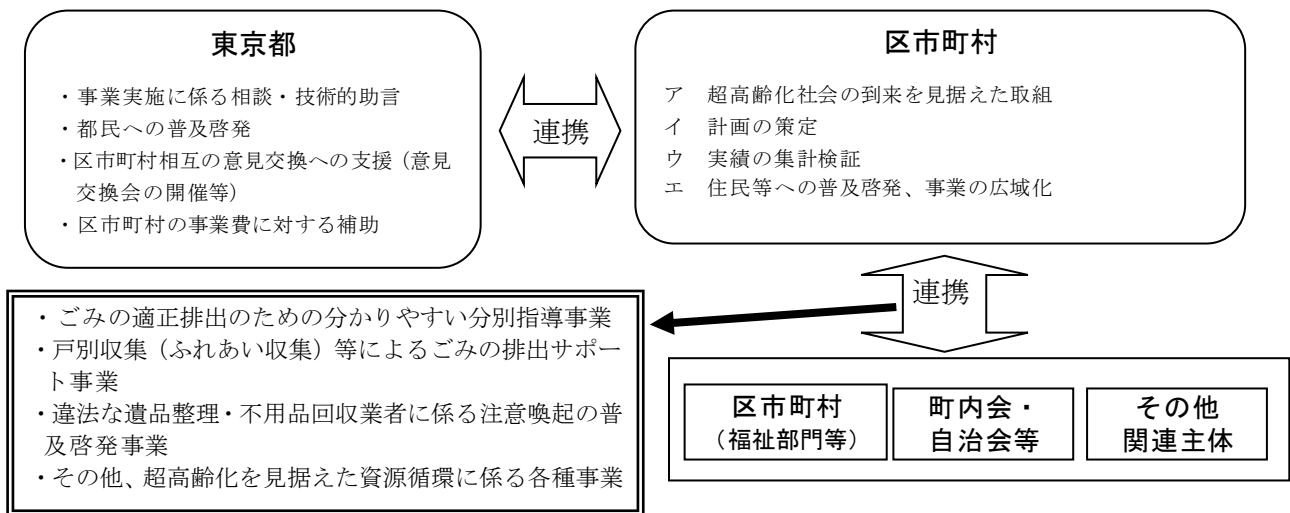 東京都
・事業実施に係る相談・技術的助言
・都民への普及啓発
・区市町村相互の意見交換への支援（意見
交換会の開催等）
・区市町村の事業費に対する補助
連携
区市町村
ア　超高齢化社会の到来を見据えた取組
イ　計画の策定
ウ　実績の集計検証
エ　住民等への普及啓発、事業の広域化
連携
・ごみの適正排出のための分かりやすい分別指導事業
・戸別収集（ふれあい収集）等によるごみの排出サポー
ト事業
・違法な遺品整理・不用品回収業者に係る注意喚起の普
及啓発事業
・その他、超高齢化を見据えた資源循環に係る各種事業
区市町村
（福祉部門等）
町内会・
自治会等
その他
関連主体